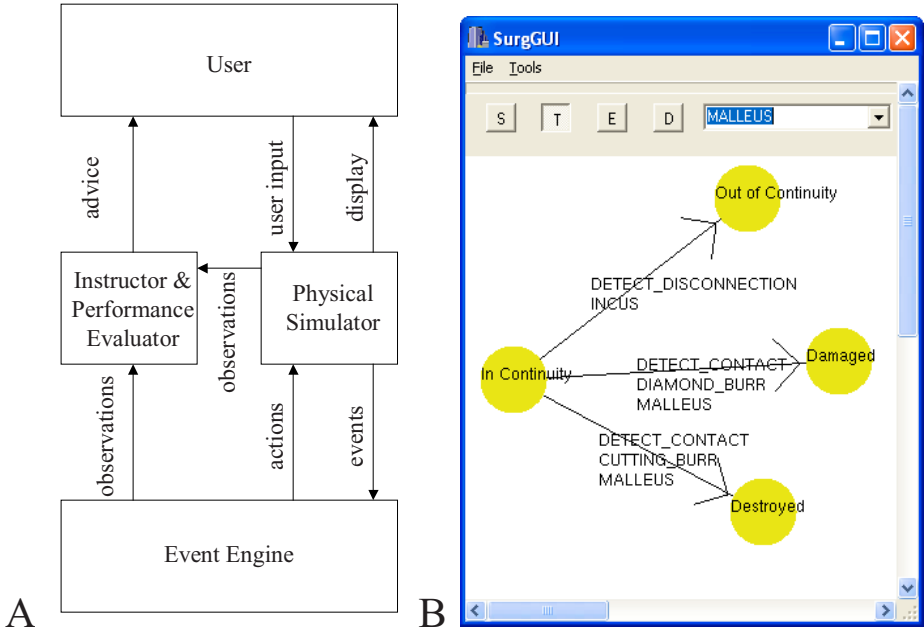 User
advice
user input
display
Instructor &
Performance
Evaluator
observations
Physical
Simulator
observations
actions
events
Event Engine
A
SurgGUI
File Tools
S T E D MALLEUS
Out of Continuity
DETECT_DISCONNECTION
INCUS
In Continuity
DETECT_CONTACT
DIAMOND_BURR
MALLEUS
Damaged
DETECT_CONTACT
CUTTING_BURR
MALLEUS
Destroyed
B